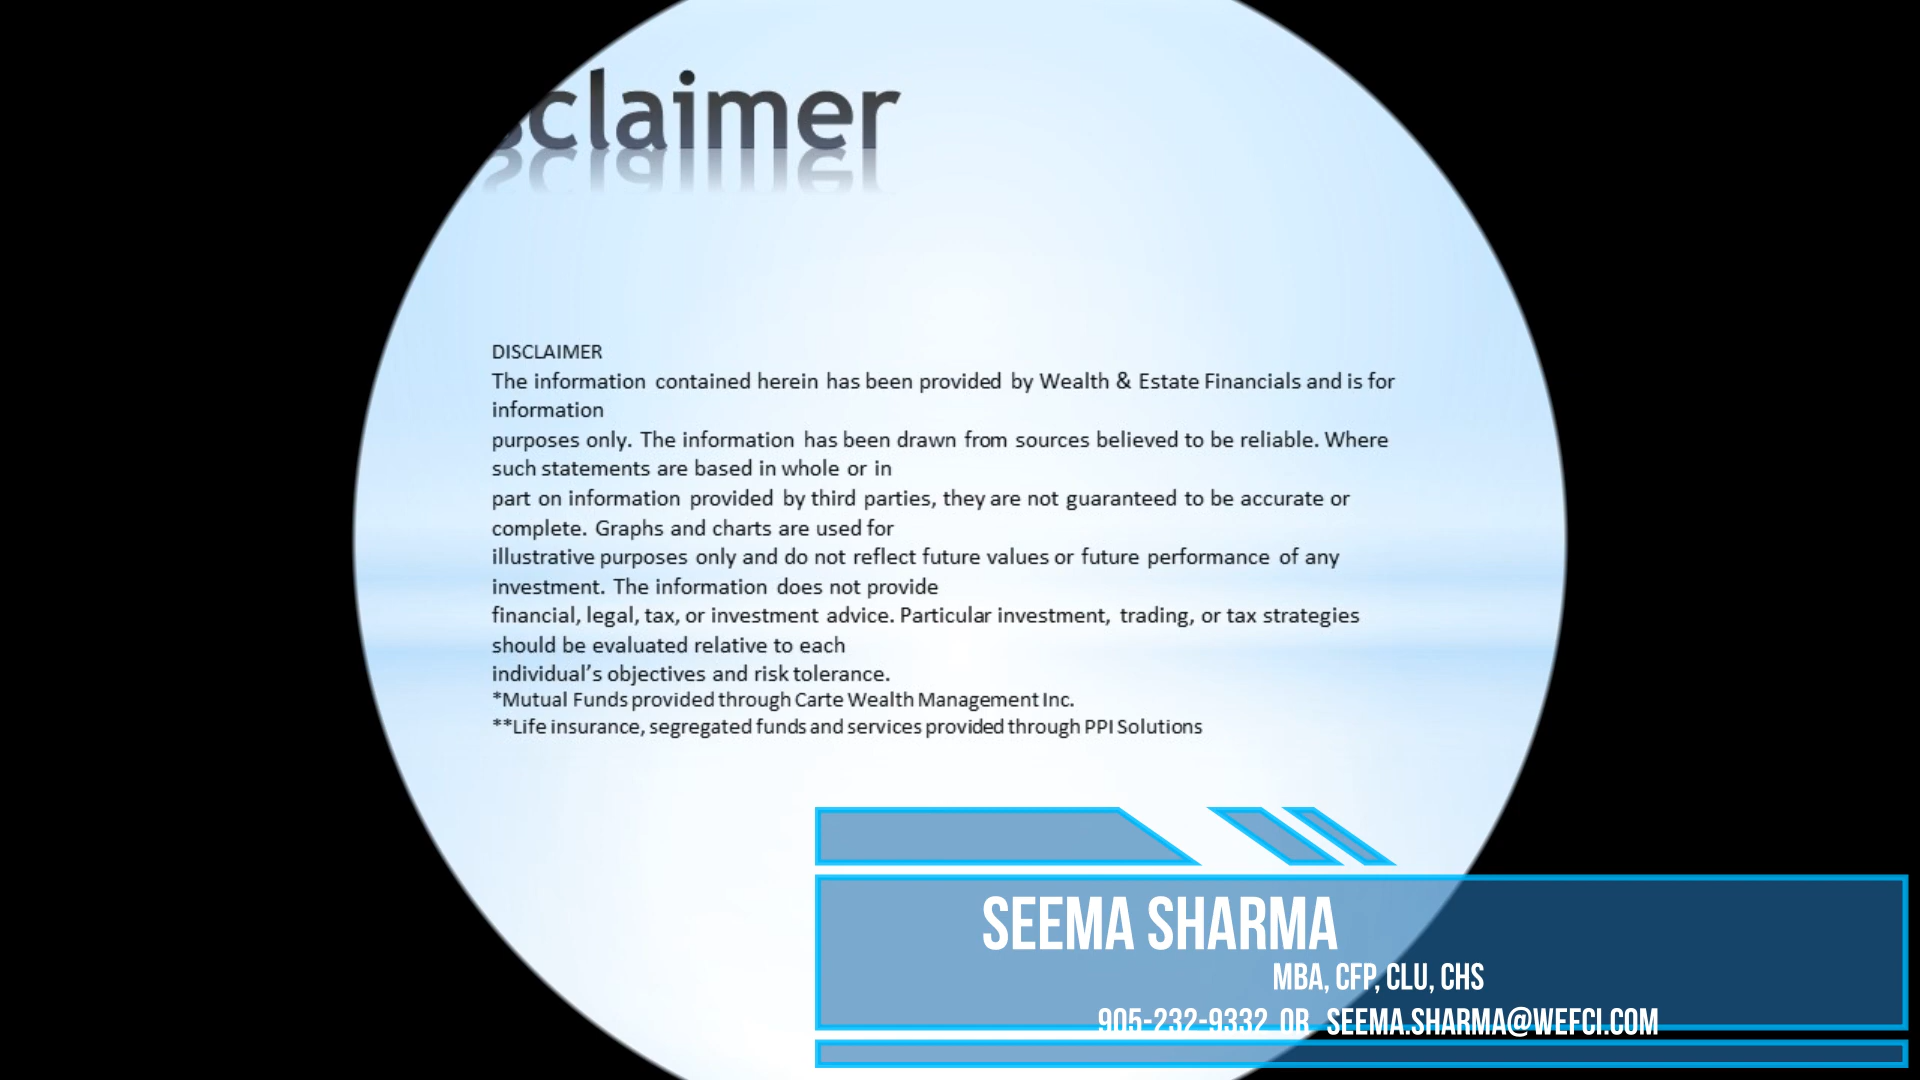 sclaimer
DISCLAIMER
The information contained herein has been provided by Wealth & Estate Financials and is for
information
purposes only. The information has been drawn from sources believed to be reliable. Where
such statements are based in whole or in
part on information provided by third parties, they are not guaranteed to be accurate or
complete. Graphs and charts are used for
illustrative purposes only and do not reflect future values or future performance of any
investment. The information does not provide
financial, legal, tax, or investment advice. Particular investment, trading, or tax strategies
should be evaluated relative to each
individual’s objectives and risk tolerance.
*Mutual Funds provided through Carte Wealth Management Inc.
**Life insurance, segregated funds and services provided through PPI Solutions
SEEMA SHARMA
MBA, CFP, CLU, CHS
905-232-9332 OR SEEMA.SHARMA@WEFCI.COM